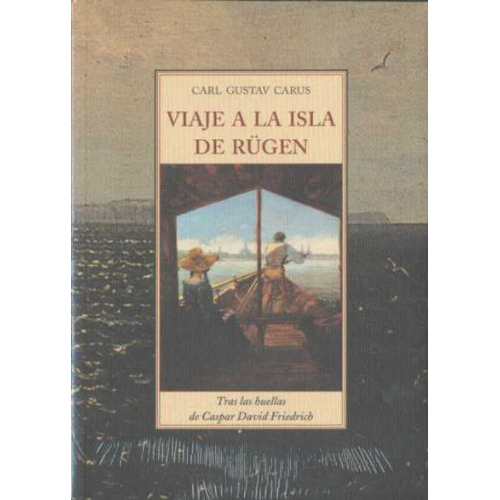 CARL GUSTAV CARUS
VIAJE A LA ISLA
DE RÜGEN
Tras las huellas
de Caspar David Friedrich